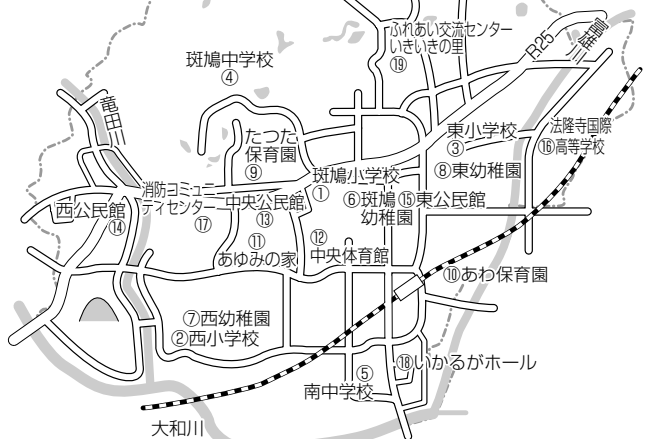 ふれあい交流センター
いきいきの里
⑲
R25
富雄川
斑鳩中学校
④
竜田川
たつた
保育園
⑨
東小学校
③
法隆寺国際
⑯高等学校
⑧東幼稚園
斑鳩小学校
①
⑥斑鳩
幼稚園
⑮東公民館
消防コミュニ
ティセンター
⑰
中央公民館
⑬
西公民館
⑭
⑪
あゆみの家
⑫
中央体育館
⑩あわ保育園
⑦西幼稚園
②西小学校
⑱いかるがホール
⑤
南中学校
大和川